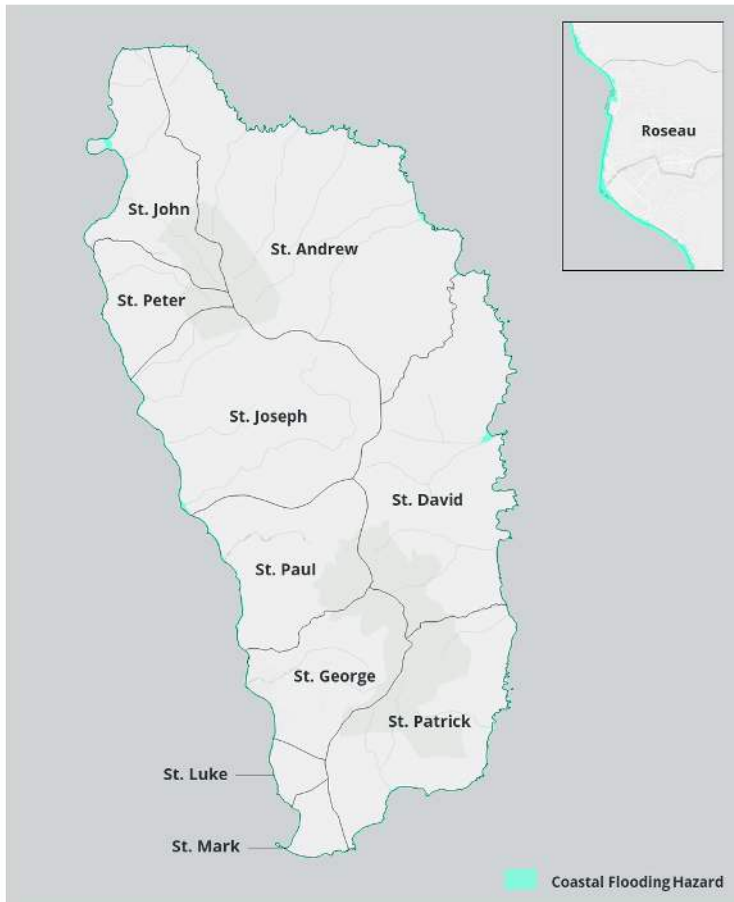 Roseau
St. John
St. Andrew
St. Peter
St. Joseph
St. David
St. Paul
St. George
St. Patrick
St. Luke
St. Mark
Coastal Flooding Hazard